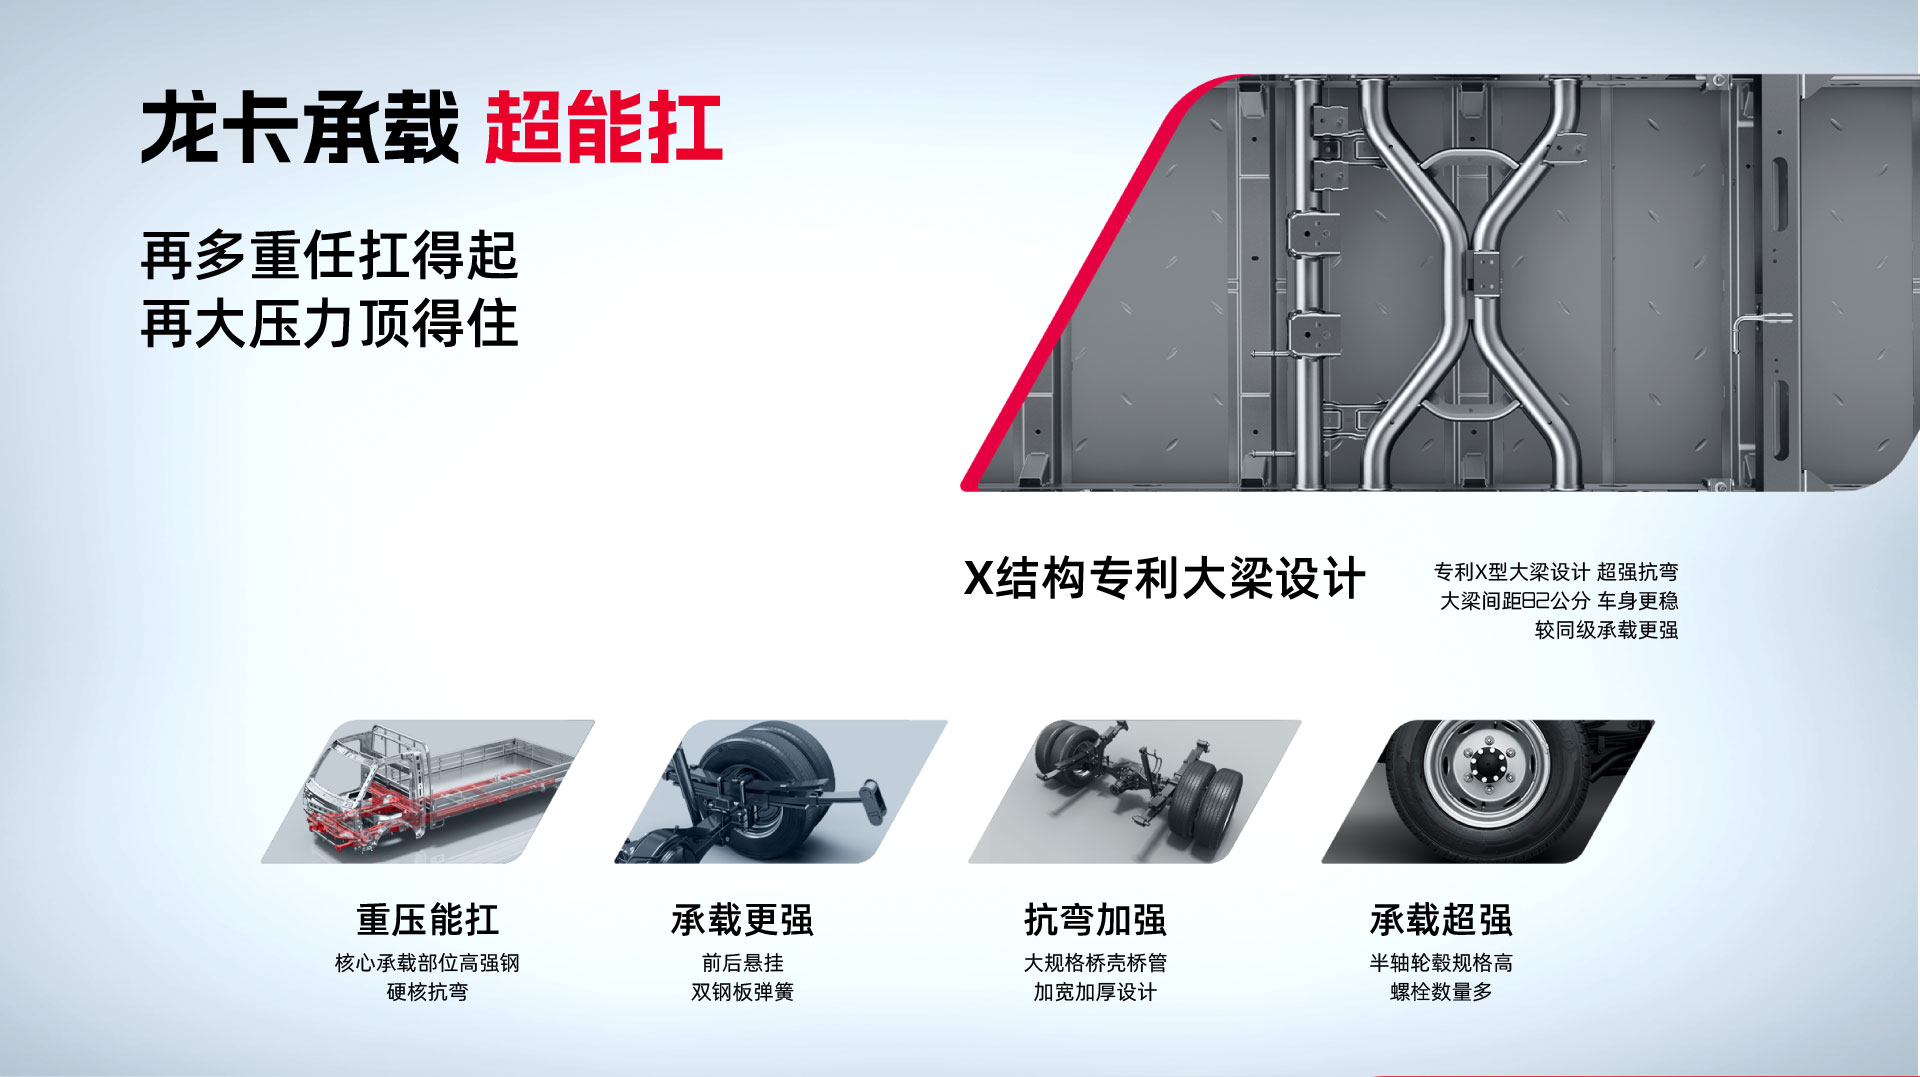 龙卡承载 超能扛
再多重任扛得起
再大压力顶得住
X结构专利大梁设计
专利X型大梁设计 超强抗弯
大梁间距82公分 车身更稳
较同级承载更强
重压能扛
核心承载部位高强钢
硬核抗弯
承载更强
前后悬挂
双钢板弹簧
抗弯加强
大规格桥壳桥管
加宽加厚设计
承载超强
半轴轮毂规格高
螺栓数量多